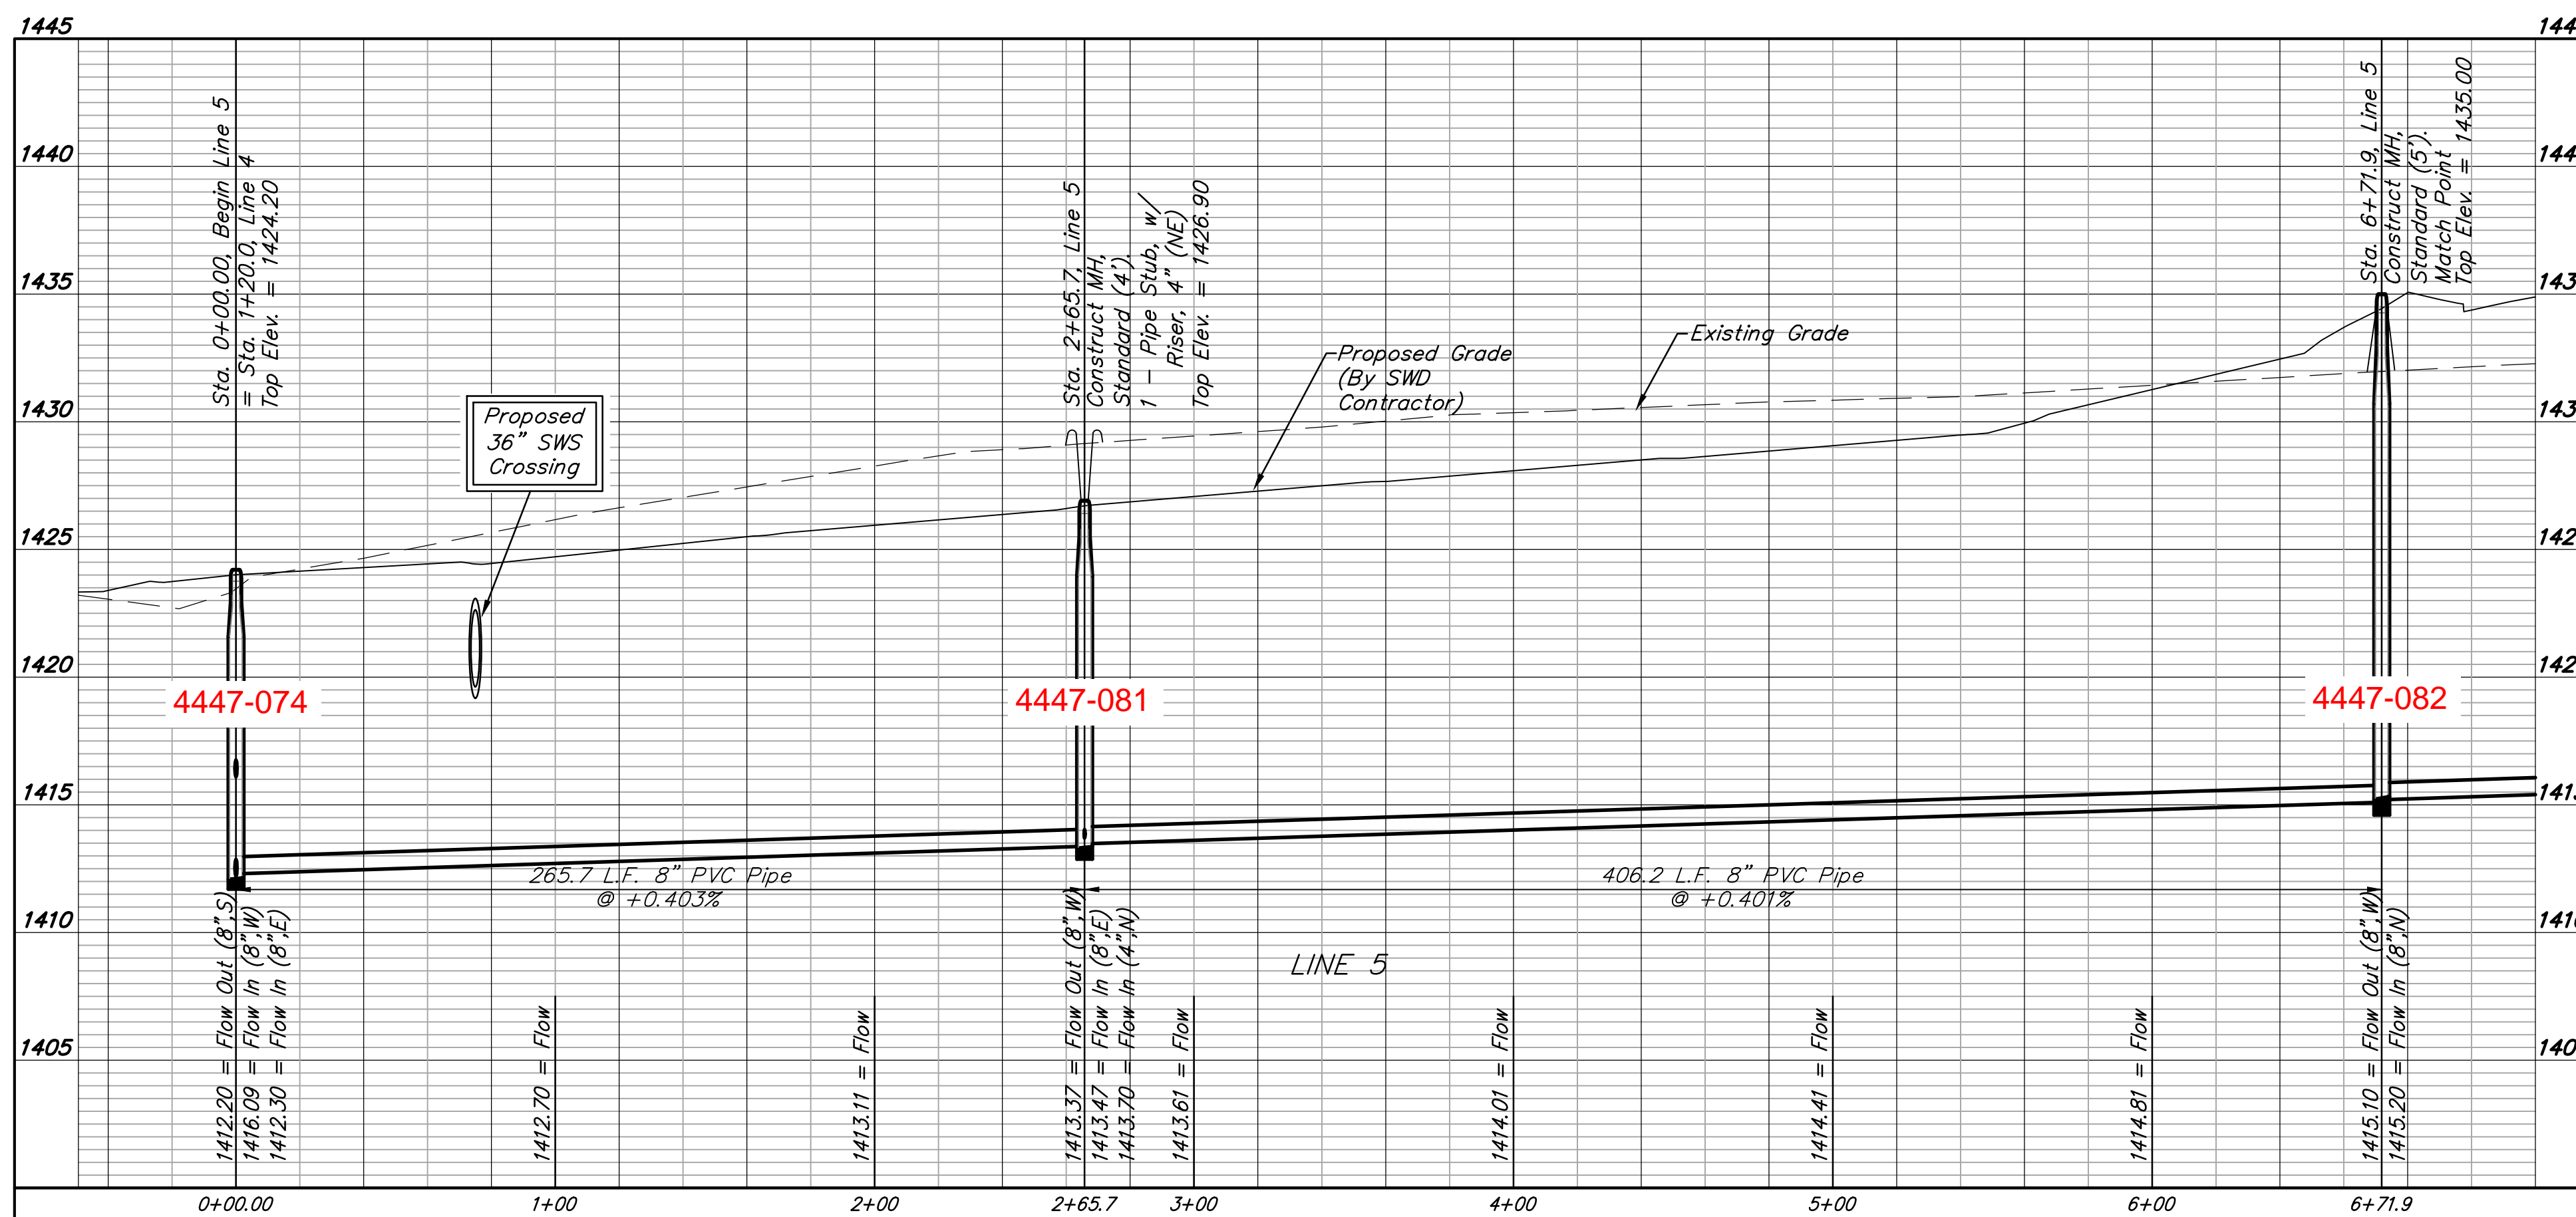 1445
1440
1435
1430
1425
1420
1415
1410
1405
144
144
143
143
142
142
141
140
Sta. 0+00.00, Begin Line 5
= Sta. 1+20.0, Line 4
Top Elev. = 1424.20
Proposed
36" SWS
Crossing
Sta. 2+65.7, Line 5
Construct MH,
Standard (4').
1 - Pipe Stub, w/
Riser, 4" (NE)
Top Elev. = 1426.90
Proposed Grade
(By SWD
Contractor)
Existing Grade
Sta. 6+71.9, Line 5
Construct MH,
Standard (5').
Match Point
Top Elev. = 1435.00
4447-074
4447-081
4447-082
265.7 L.F. 8" PVC Pipe
@ +0.403%
406.2 L.F. 8" PVC Pipe
@ +0.401%
LINE 5
1412.20 = Flow Out (8",S)
1416.09 = Flow In (8",W)
1412.30 = Flow In (8",E)
1412.70 = Flow
1413.11 = Flow
1413.37 = Flow Out (8",W)
1413.47 = Flow In (8",E)
1413.70 = Flow In (4",N)
1413.61 = Flow
1414.01 = Flow
1414.41 = Flow
1414.81 = Flow
1415.10 = Flow Out (8",W)
1415.20 = Flow In (8",N)
0+00.00
1+00
2+00
2+65.7
3+00
4+00
5+00
6+00
6+71.9